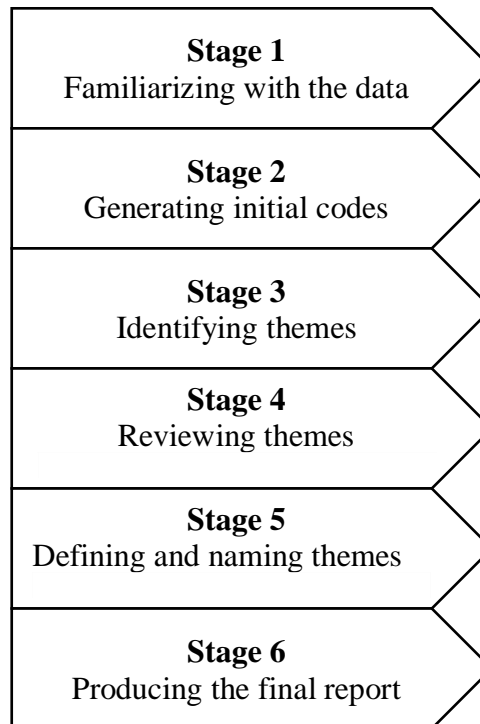 Stage 1
Familiarizing with the data
Stage 2
Generating initial codes
Stage 3
Identifying themes
Stage 4
Reviewing themes
Stage 5
Defining and naming themes
Stage 6
Producing the final report